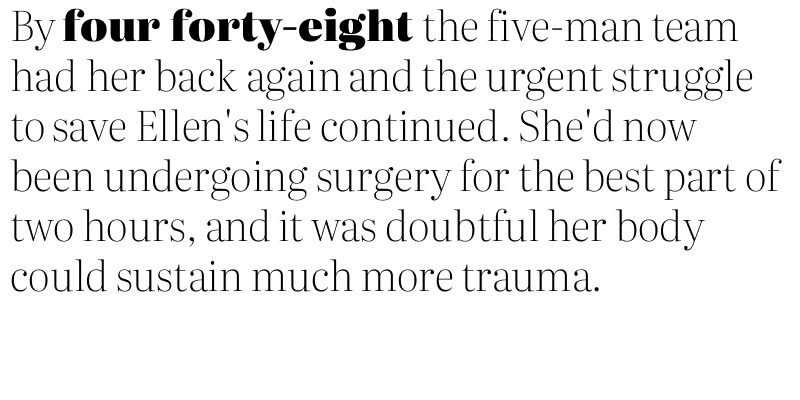 By four forty-eight the five-man team
had her back again and the urgent struggle
to save Ellen's life continued. She'd now
been undergoing surgery for the best part of
two hours, and it was doubtful her body
could sustain much more trauma.